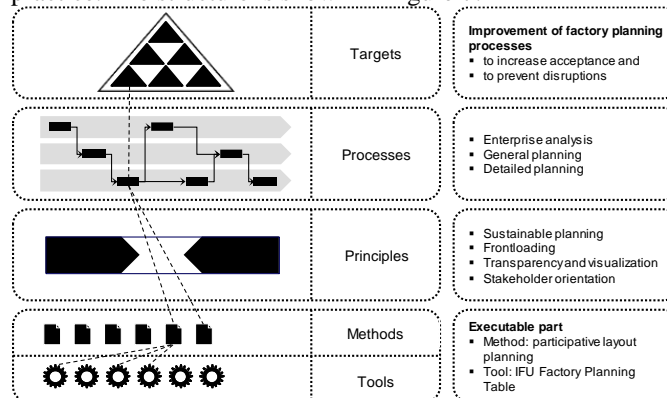 Targets
Improvement of factory planning
processes
▪ to increase acceptance and
▪ to prevent disruptions
Processes
▪ Enterprise analysis
▪ General planning
▪ Detailed planning
Principles
▪ Sustainable planning
▪ Frontloading
▪ Transparency and visualization
▪ Stakeholder orientation
Methods
Tools
Executable part
▪ Method: participative layout
planning
▪ Tool: IFU Factory Planning
Table